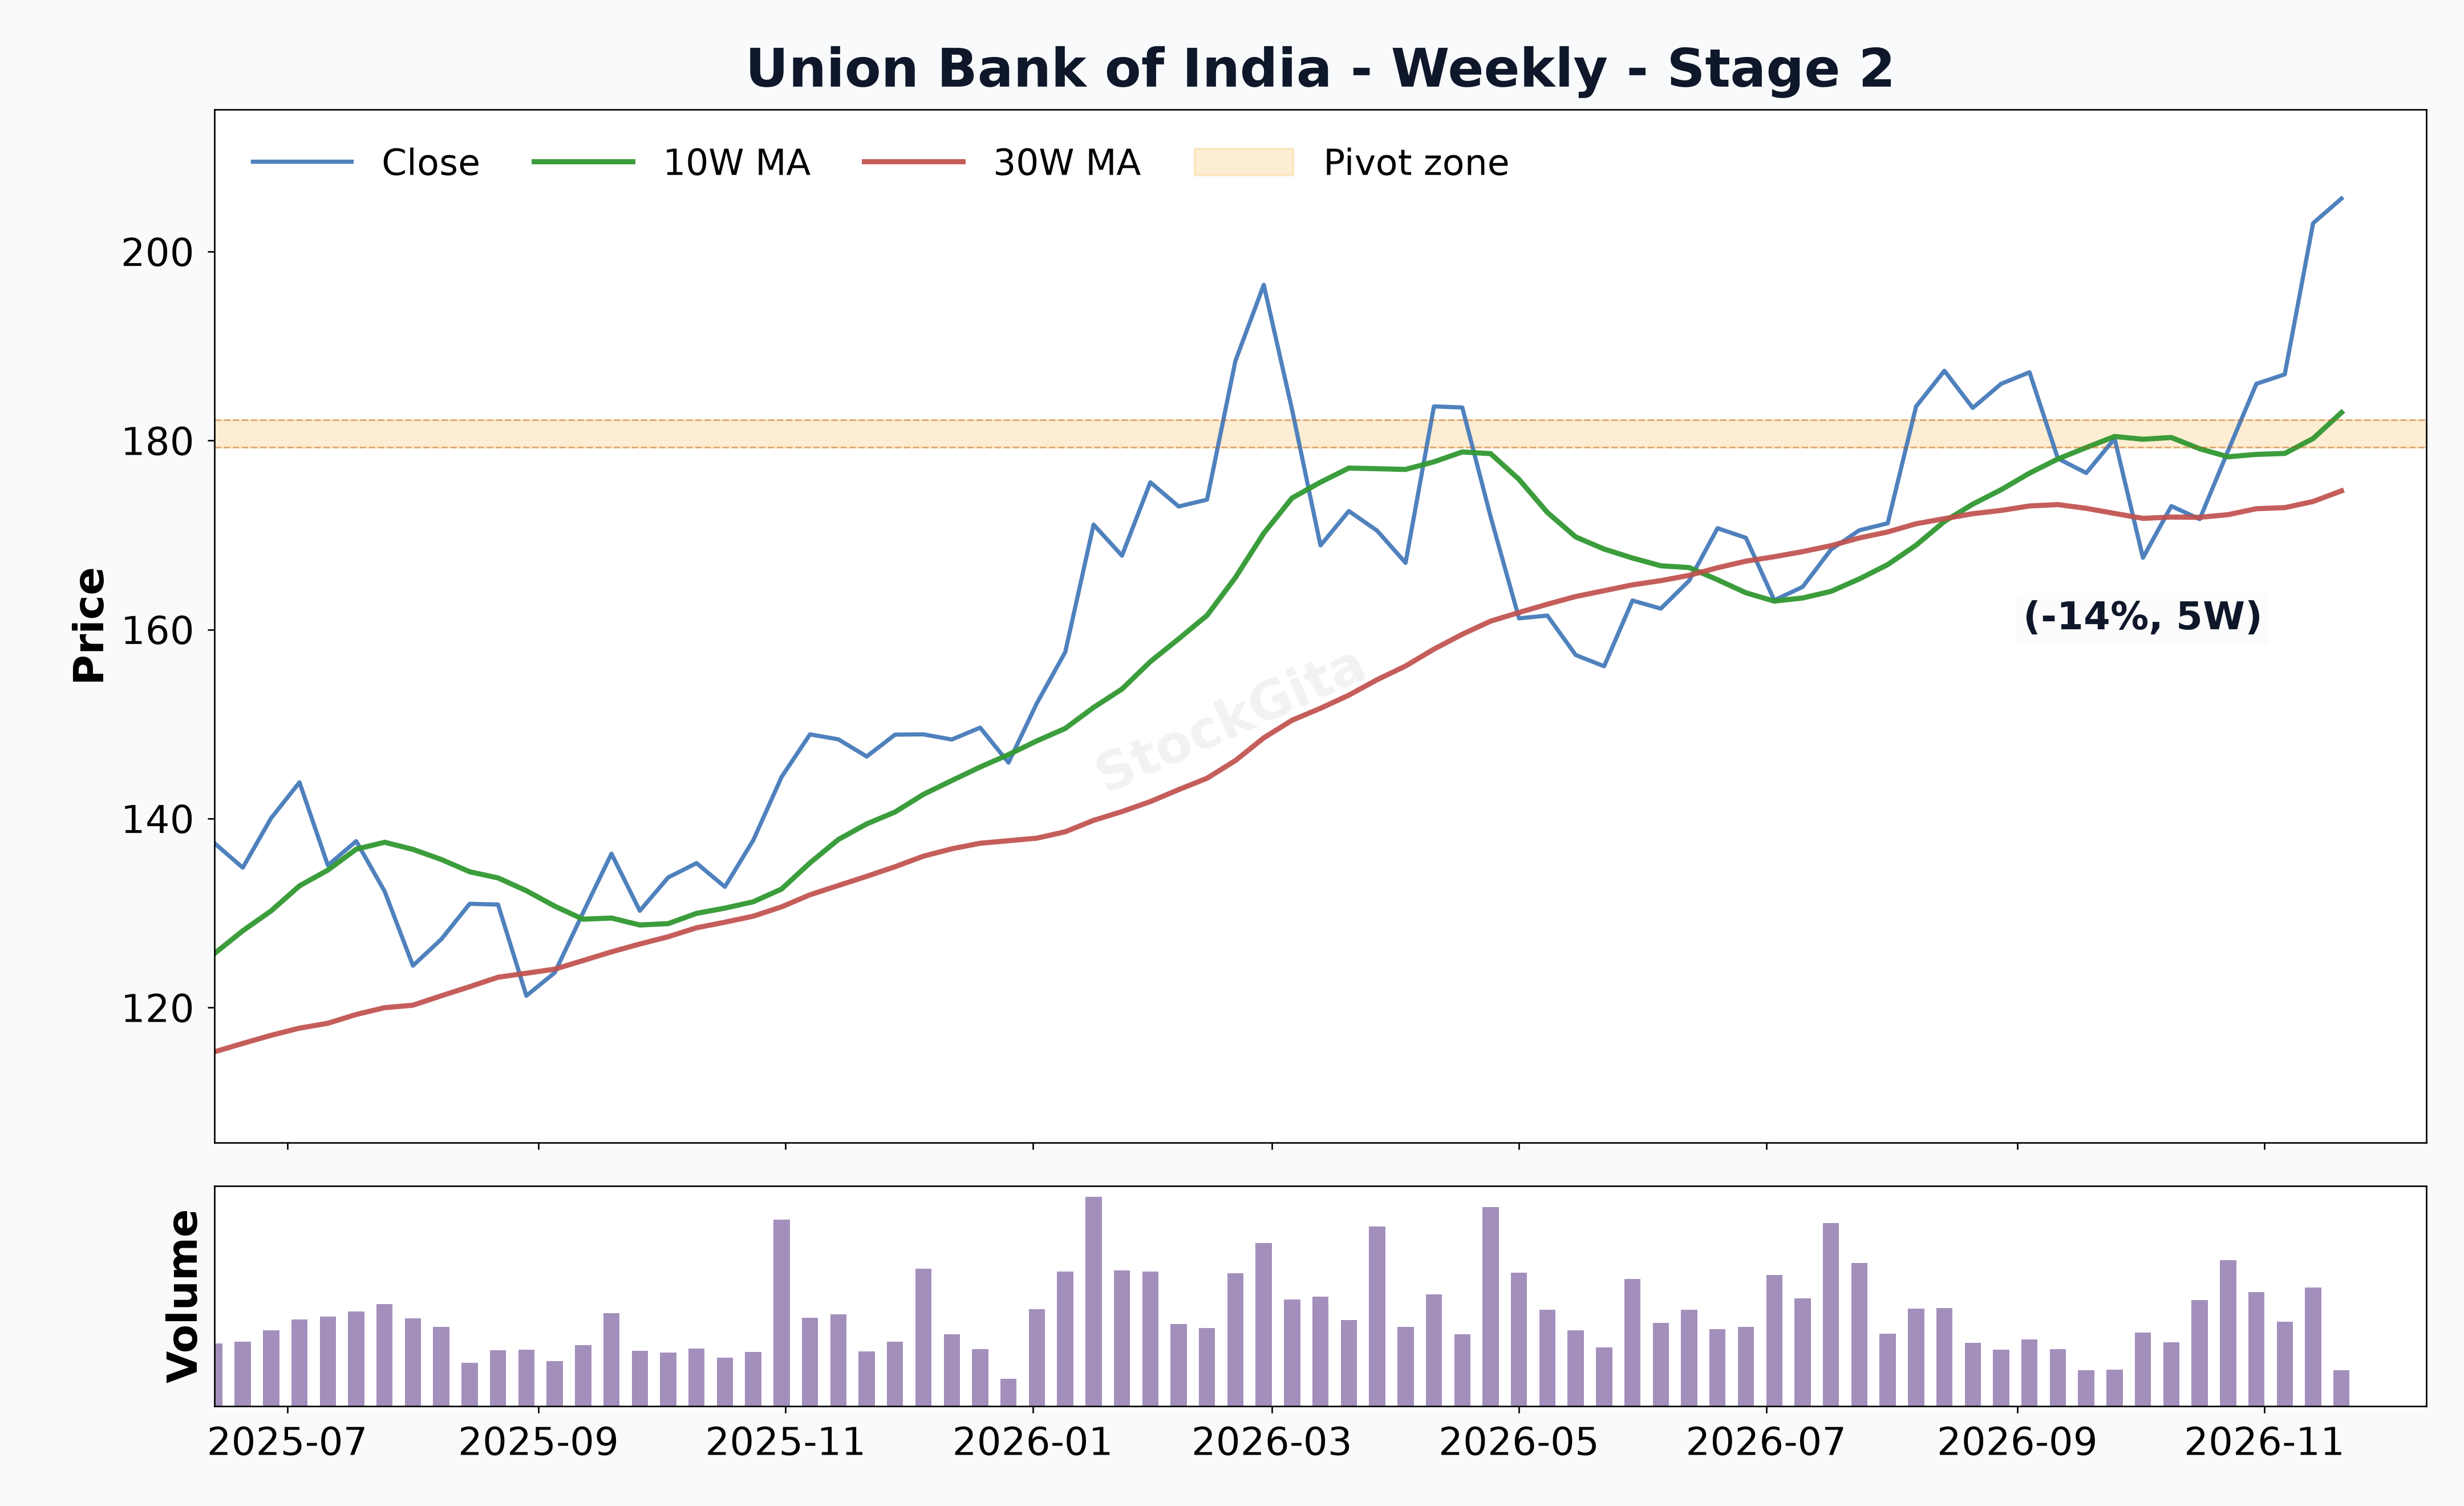 Union Bank of India - Weekly - Stage 2
Close 10W MA 30W MA Pivot zone
200
180
160
140
120
Price
(-14%, 5W)
StockGita
Volume
2025-07 2025-09 2025-11 2026-01 2026-03 2026-05 2026-07 2026-09 2026-11